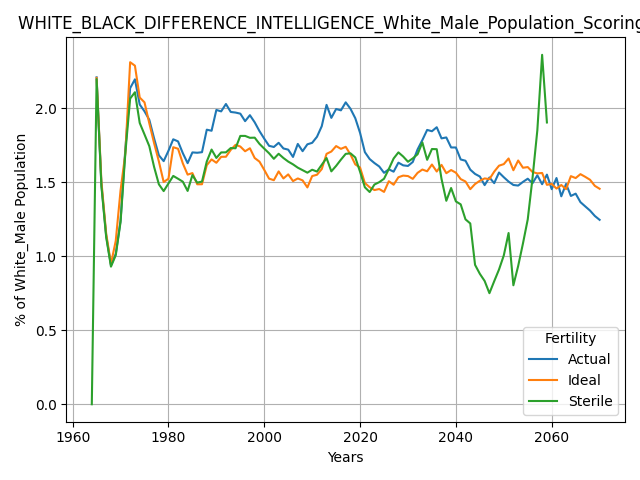 WHITE_BLACK_DIFFERENCE_INTELLIGENCE_White_Male_Population_Scoring
% of White_Male Population
2.0
1.5
1.0
0.5
0.0
Fertility
Actual
Ideal
Sterile
1960 1980 2000 2020 2040 2060
Years